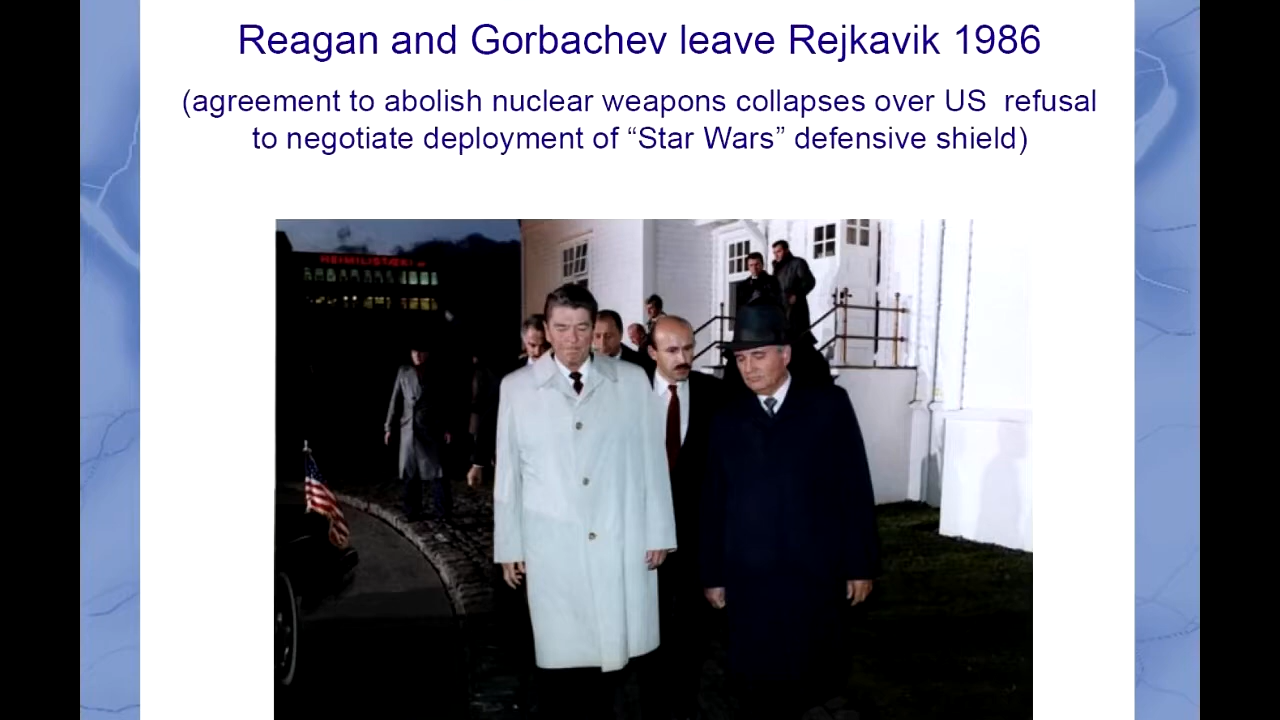 Reagan and Gorbachev leave Rejkavik 1986
(agreement to abolish nuclear weapons collapses over US  refusal
to negotiate deployment of “Star Wars” defensive shield)
HEIMILISTÆKI